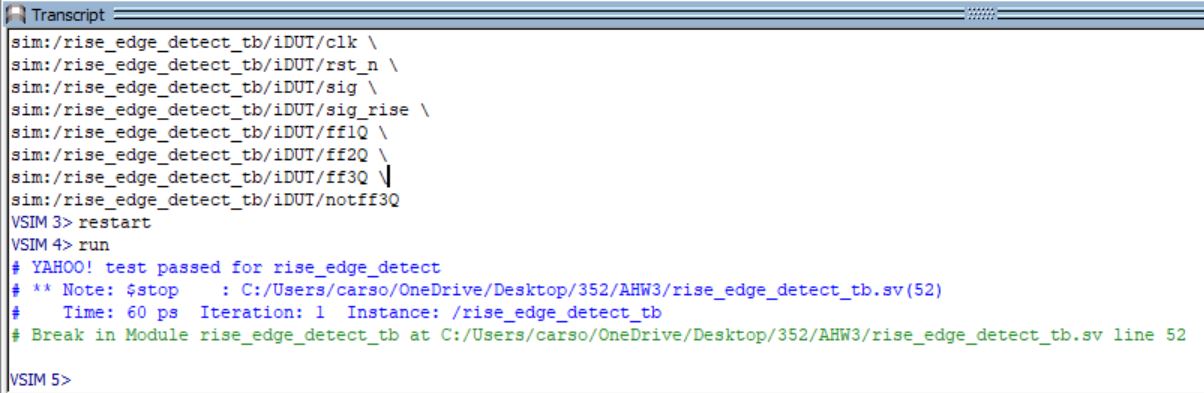 Transcript
sim:/rise_edge_detect_tb/iDUT/clk \
sim:/rise_edge_detect_tb/iDUT/rst_n \
sim:/rise_edge_detect_tb/iDUT/sig \
sim:/rise_edge_detect_tb/iDUT/sig_rise \
sim:/rise_edge_detect_tb/iDUT/ff1Q \
sim:/rise_edge_detect_tb/iDUT/ff2Q \
sim:/rise_edge_detect_tb/iDUT/ff3Q \
sim:/rise_edge_detect_tb/iDUT/notff3Q
VSIM 3> restart
VSIM 4> run
# YAHOO! test passed for rise_edge_detect
# ** Note: $stop    : C:/Users/carso/OneDrive/Desktop/352/AHW3/rise_edge_detect_tb.sv(52)
#    Time: 60 ps  Iteration: 1  Instance: /rise_edge_detect_tb
# Break in Module rise_edge_detect_tb at C:/Users/carso/OneDrive/Desktop/352/AHW3/rise_edge_detect_tb.sv line 52
VSIM 5>